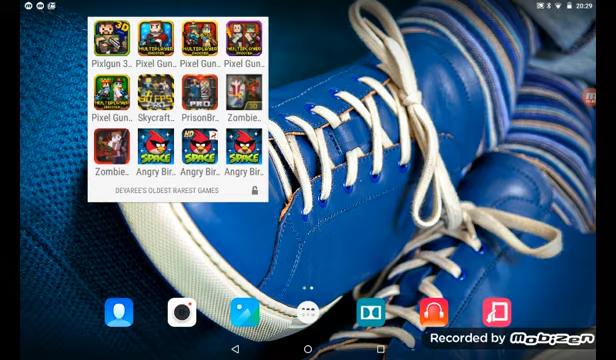 20:29
Pixlgun 3..
Pixel Gun..
Pixel Gun..
Pixel Gun..
Pixel Gun..
Skycraft..
PrisonBr..
Zombie..
Zombie..
Angry Bir..
Angry Bir..
Angry Bir..
DEVAREE'S OLDEST RAREST GAMES
Recorded by Mobizen